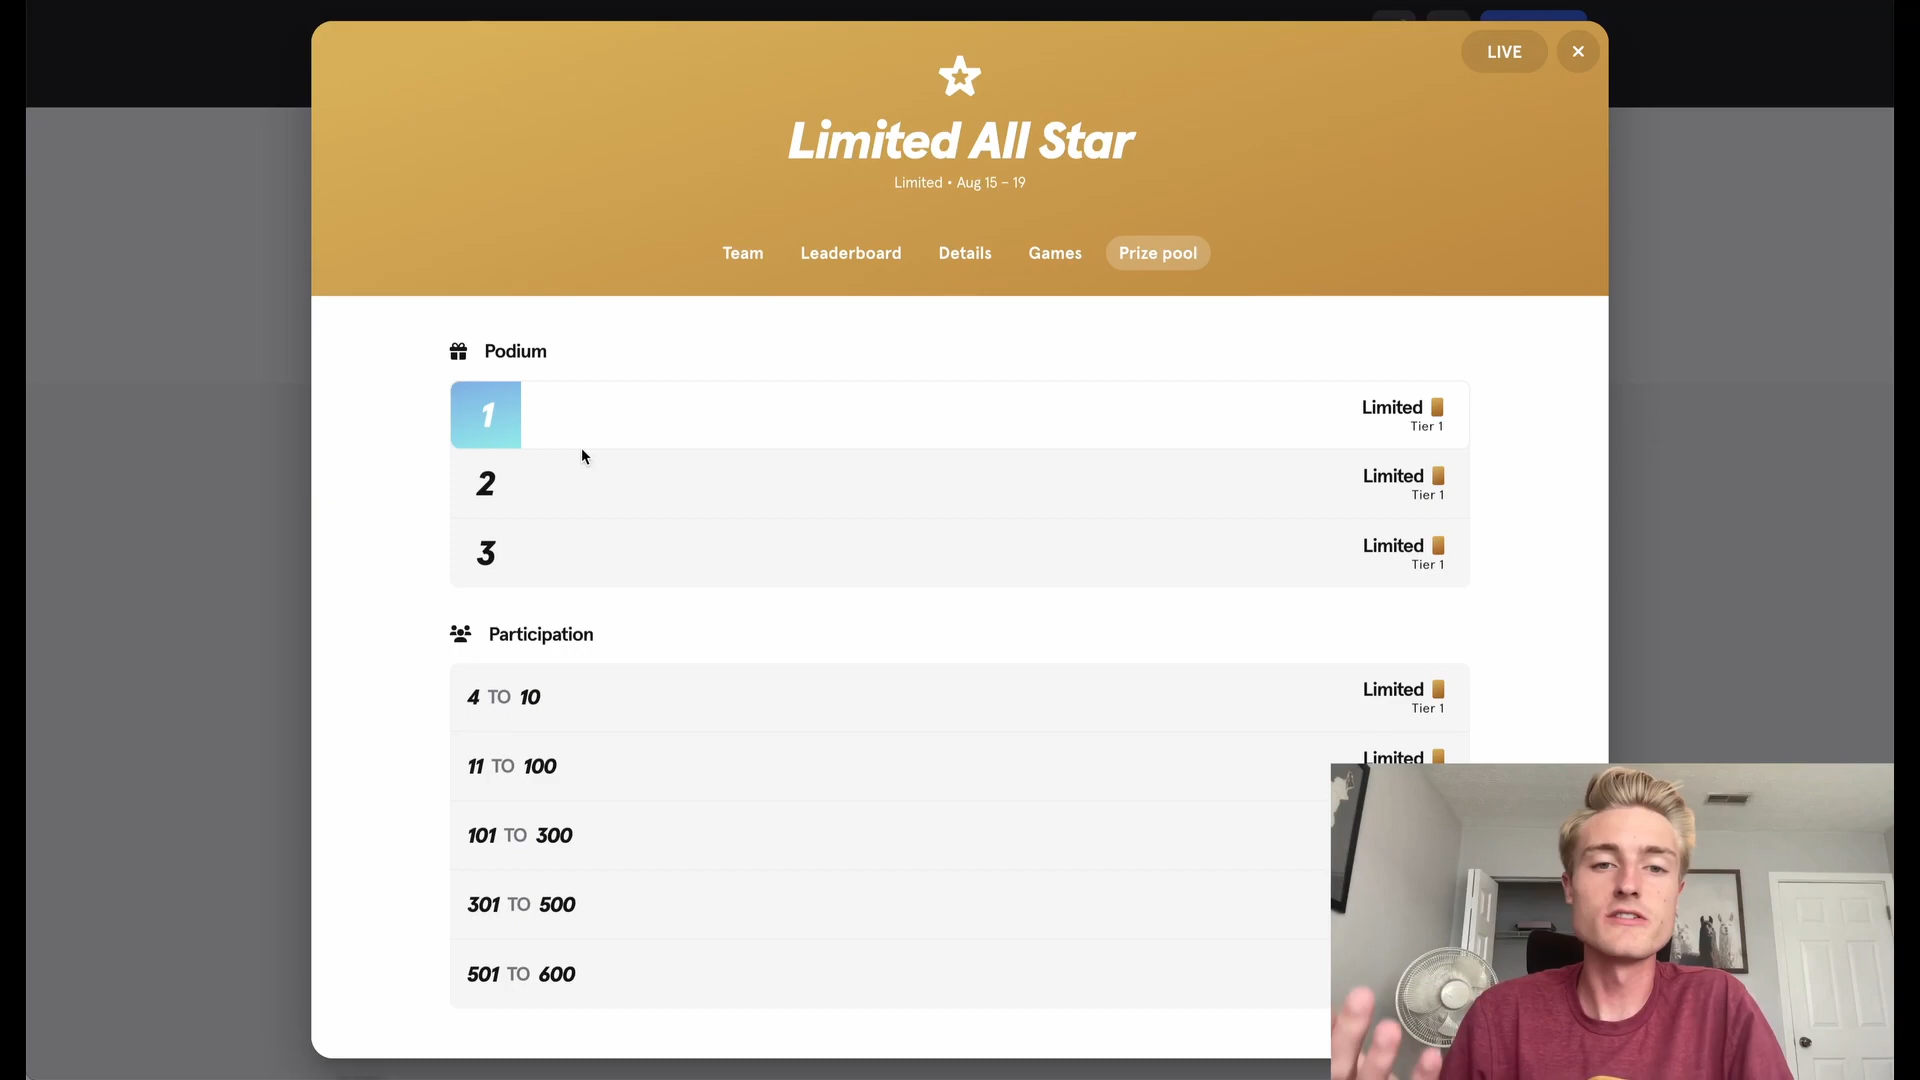 LIVE
Limited All Star
Limited • Aug 15 – 19
Team Leaderboard Details Games Prize pool
Podium
1 Limited
Tier 1
2 Limited
Tier 1
3 Limited
Tier 1
Participation
4 TO 10 Limited
Tier 1
11 TO 100 Limited
101 TO 300
301 TO 500
501 TO 600